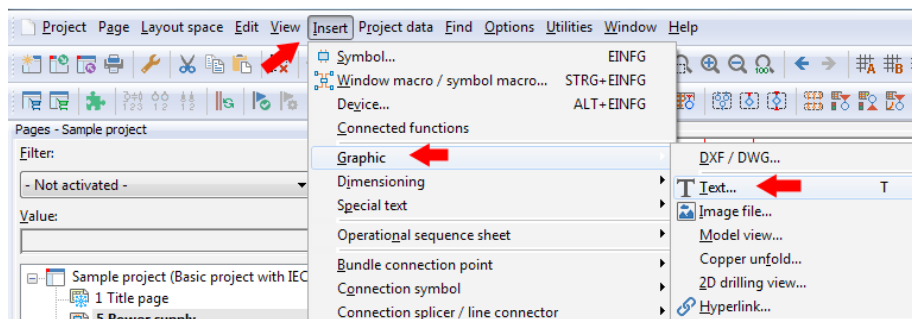 Project Page Layout space Edit View Insert Project data Find Options Utilities Window Help
Symbol... EINFG
Window macro / symbol macro... STRG+EINFG
Device... ALT+EINFG
Connected functions
Graphic
Dimensioning
Special text
Operational sequence sheet
Bundle connection point
Connection symbol
Connection splicer / line connector
DXF / DWG...
Text... T
Image file...
Model view...
Copper unfold...
2D drilling view...
Hyperlink...
Pages - Sample project
Filter:
- Not activated -
Value:
Sample project (Basic project with IEC
1 Title page
5 Power supply